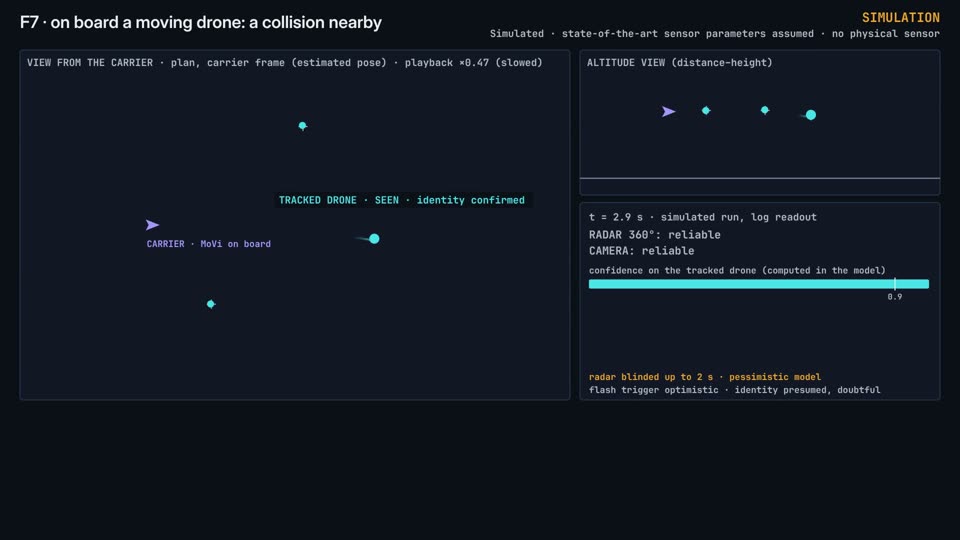 F7 · on board a moving drone: a collision nearby
SIMULATION
Simulated · state-of-the-art sensor parameters assumed · no physical sensor
VIEW FROM THE CARRIER · plan, carrier frame (estimated pose) · playback ×0.47 (slowed)
TRACKED DRONE · SEEN · identity confirmed
CARRIER · MoVi on board
ALTITUDE VIEW (distance-height)
t = 2.9 s · simulated run, log readout
RADAR 360°: reliable
CAMERA: reliable
confidence on the tracked drone (computed in the model)
0.9
radar blinded up to 2 s · pessimistic model
flash trigger optimistic · identity presumed, doubtful